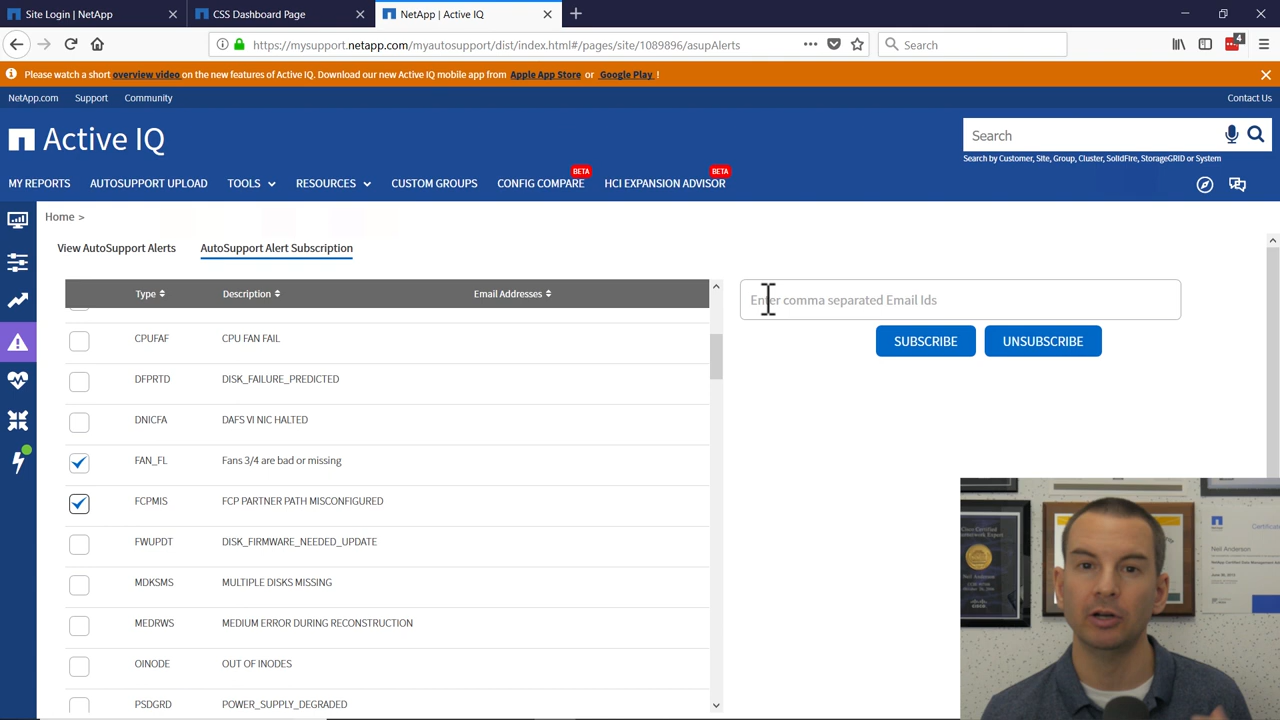 Site Login | NetApp
CSS Dashboard Page
NetApp | Active IQ
https://mysupport.netapp.com/myautosupport/dist/index.html#/pages/site/1089896/asupAlerts
Search
4
Please watch a short overview video on the new features of Active IQ. Download our new Active IQ mobile app from Apple App Store or Google Play !
NetApp.com Support Community
Contact Us
Active IQ
Search
Search by Customer, Site, Group, Cluster, SolidFire, StorageGRID or System
BETA BETA
MY REPORTS AUTOSUPPORT UPLOAD TOOLS RESOURCES CUSTOM GROUPS CONFIG COMPARE HCI EXPANSION ADVISOR
Home >
View AutoSupport Alerts AutoSupport Alert Subscription
Type Description Email Addresses
Enter comma separated Email Ids
SUBSCRIBE UNSUBSCRIBE
CPUFAF CPU FAN FAIL
DFPRTD DISK_FAILURE_PREDICTED
DNICFA DAFS VI NIC HALTED
FAN_FL Fans 3/4 are bad or missing
FCPMIS FCP PARTNER PATH MISCONFIGURED
FWUPDT DISK_FIRMWARE_NEEDED_UPDATE
MDKSMS MULTIPLE DISKS MISSING
MEDRWS MEDIUM ERROR DURING RECONSTRUCTION
OINODE OUT OF INODES
PSDGRD POWER_SUPPLY_DEGRADED
Neil Anderson